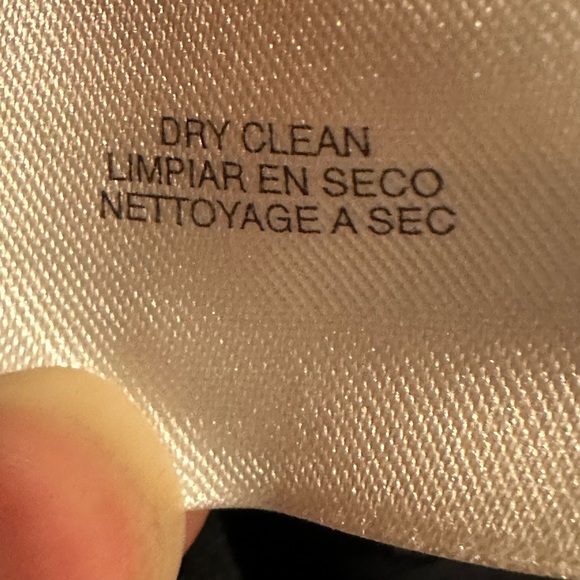 DRY CLEAN
LIMPIAR EN SECO
NETTOYAGE A SEC